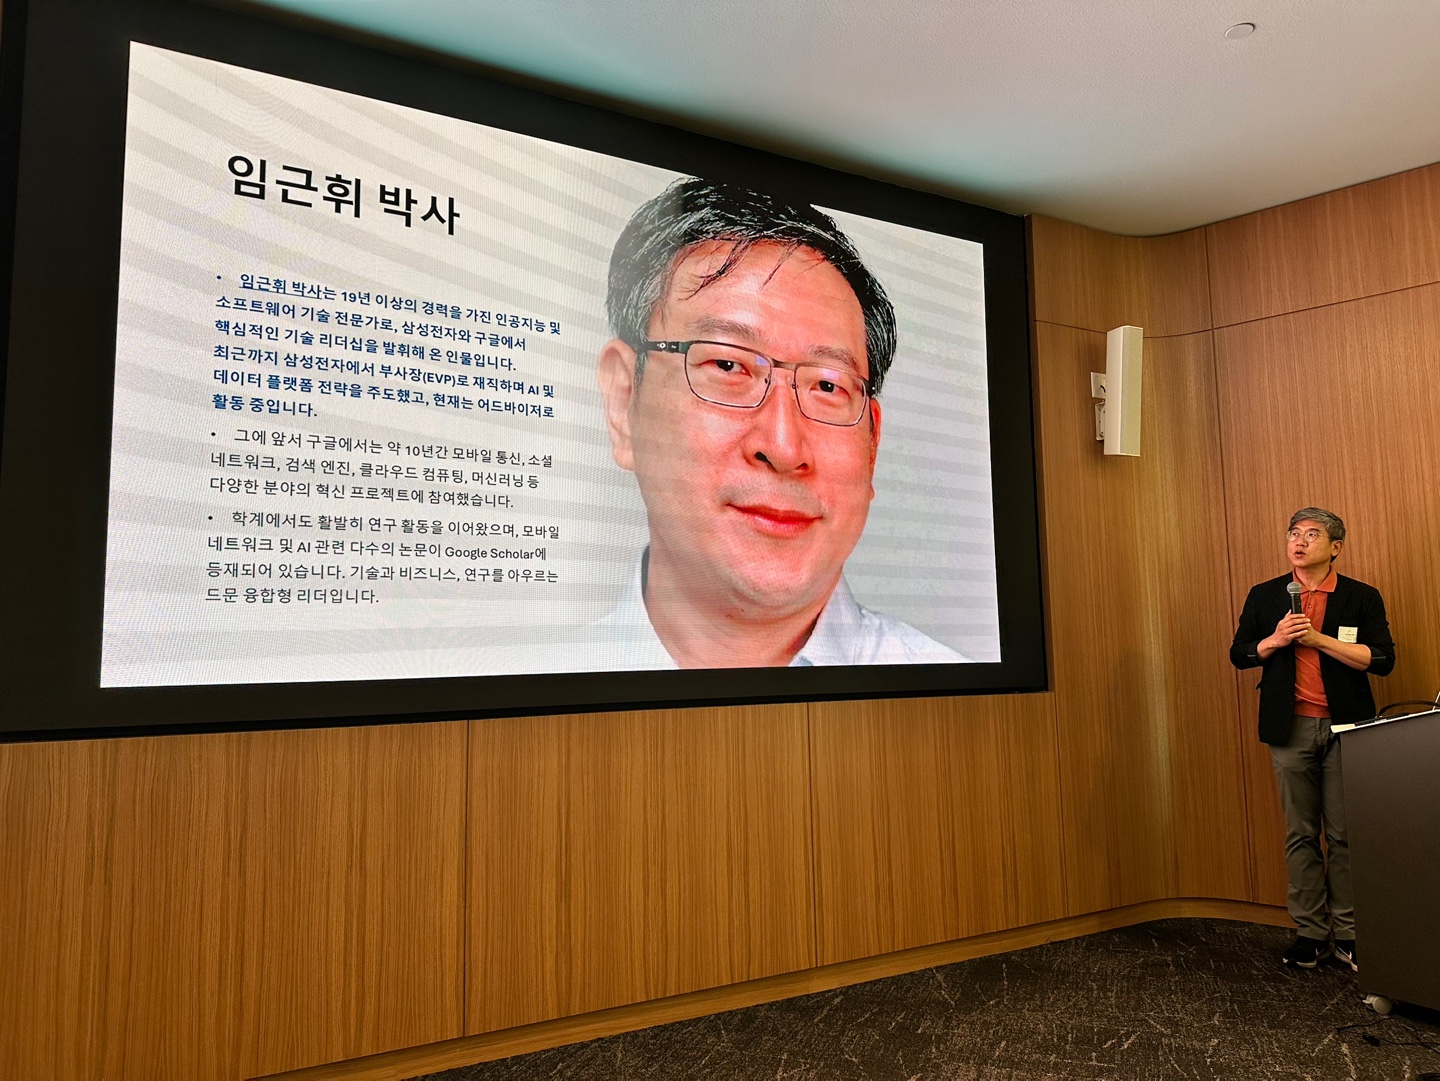 임근휘 박사
• 임근휘 박사는 19년 이상의 경력을 가진 인공지능 및
소프트웨어 기술 전문가로, 삼성전자와 구글에서
핵심적인 기술 리더십을 발휘해 온 인물입니다.
최근까지 삼성전자에서 부사장(EVP)로 재직하며 AI 및
데이터 플랫폼 전략을 주도했고, 현재는 어드바이저로
활동 중입니다.
• 그에 앞서 구글에서는 약 10년간 모바일 통신, 소셜
네트워크, 검색 엔진, 클라우드 컴퓨팅, 머신러닝 등
다양한 분야의 혁신 프로젝트에 참여했습니다.
• 학계에서도 활발히 연구 활동을 이어왔으며, 모바일
네트워크 및 AI 관련 다수의 논문이 Google Scholar에
등재되어 있습니다. 기술과 비즈니스, 연구를 아우르는
드문 융합형 리더입니다.